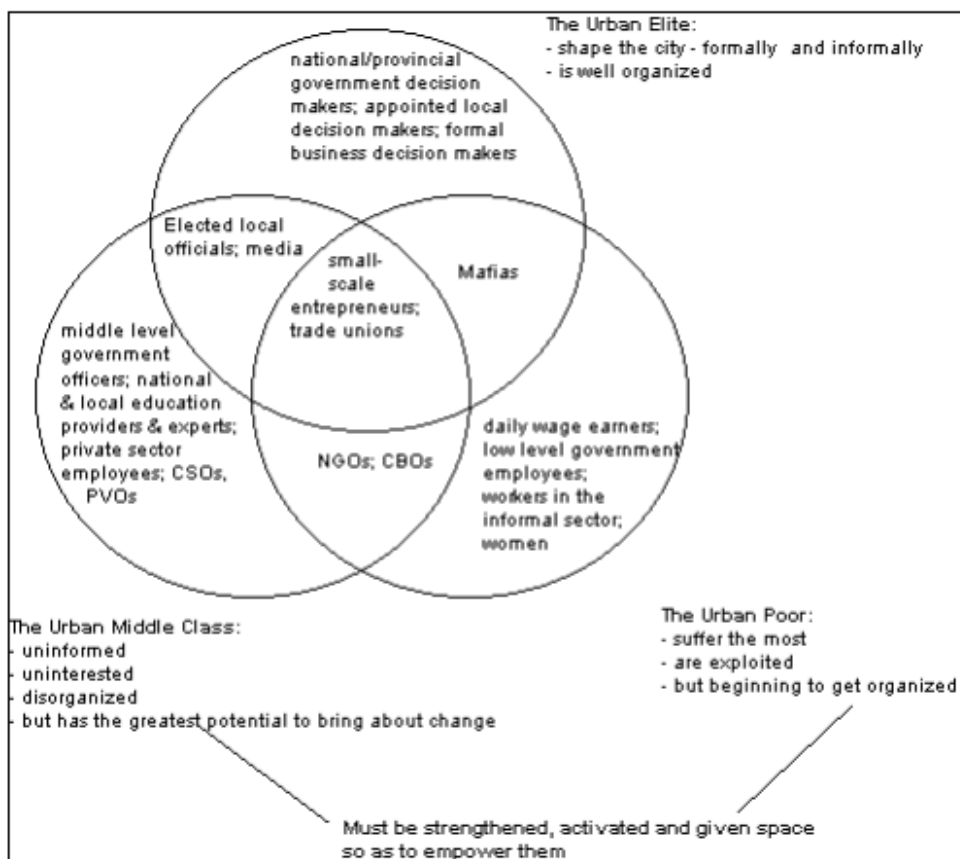 The Urban Elite:
- shape the city - formally and informally
- is well organized
national/provincial
government decision
makers; appointed local
decision makers; formal
business decision makers
Elected local
officials; media
small-
scale
entrepreneurs;
trade unions
Mafias
middle level
government
officers; national
& local education
providers & experts;
private sector
employees; CSOs,
PVOs
NGOs; CBOs
daily wage earners;
low level government
employees;
workers in the
informal sector;
women
The Urban Middle Class:
- uninformed
- uninterested
- disorganized
- but has the greatest potential to bring about change
The Urban Poor:
- suffer the most
- are exploited
- but beginning to get organized
Must be strengthened, activated and given space
so as to empower them